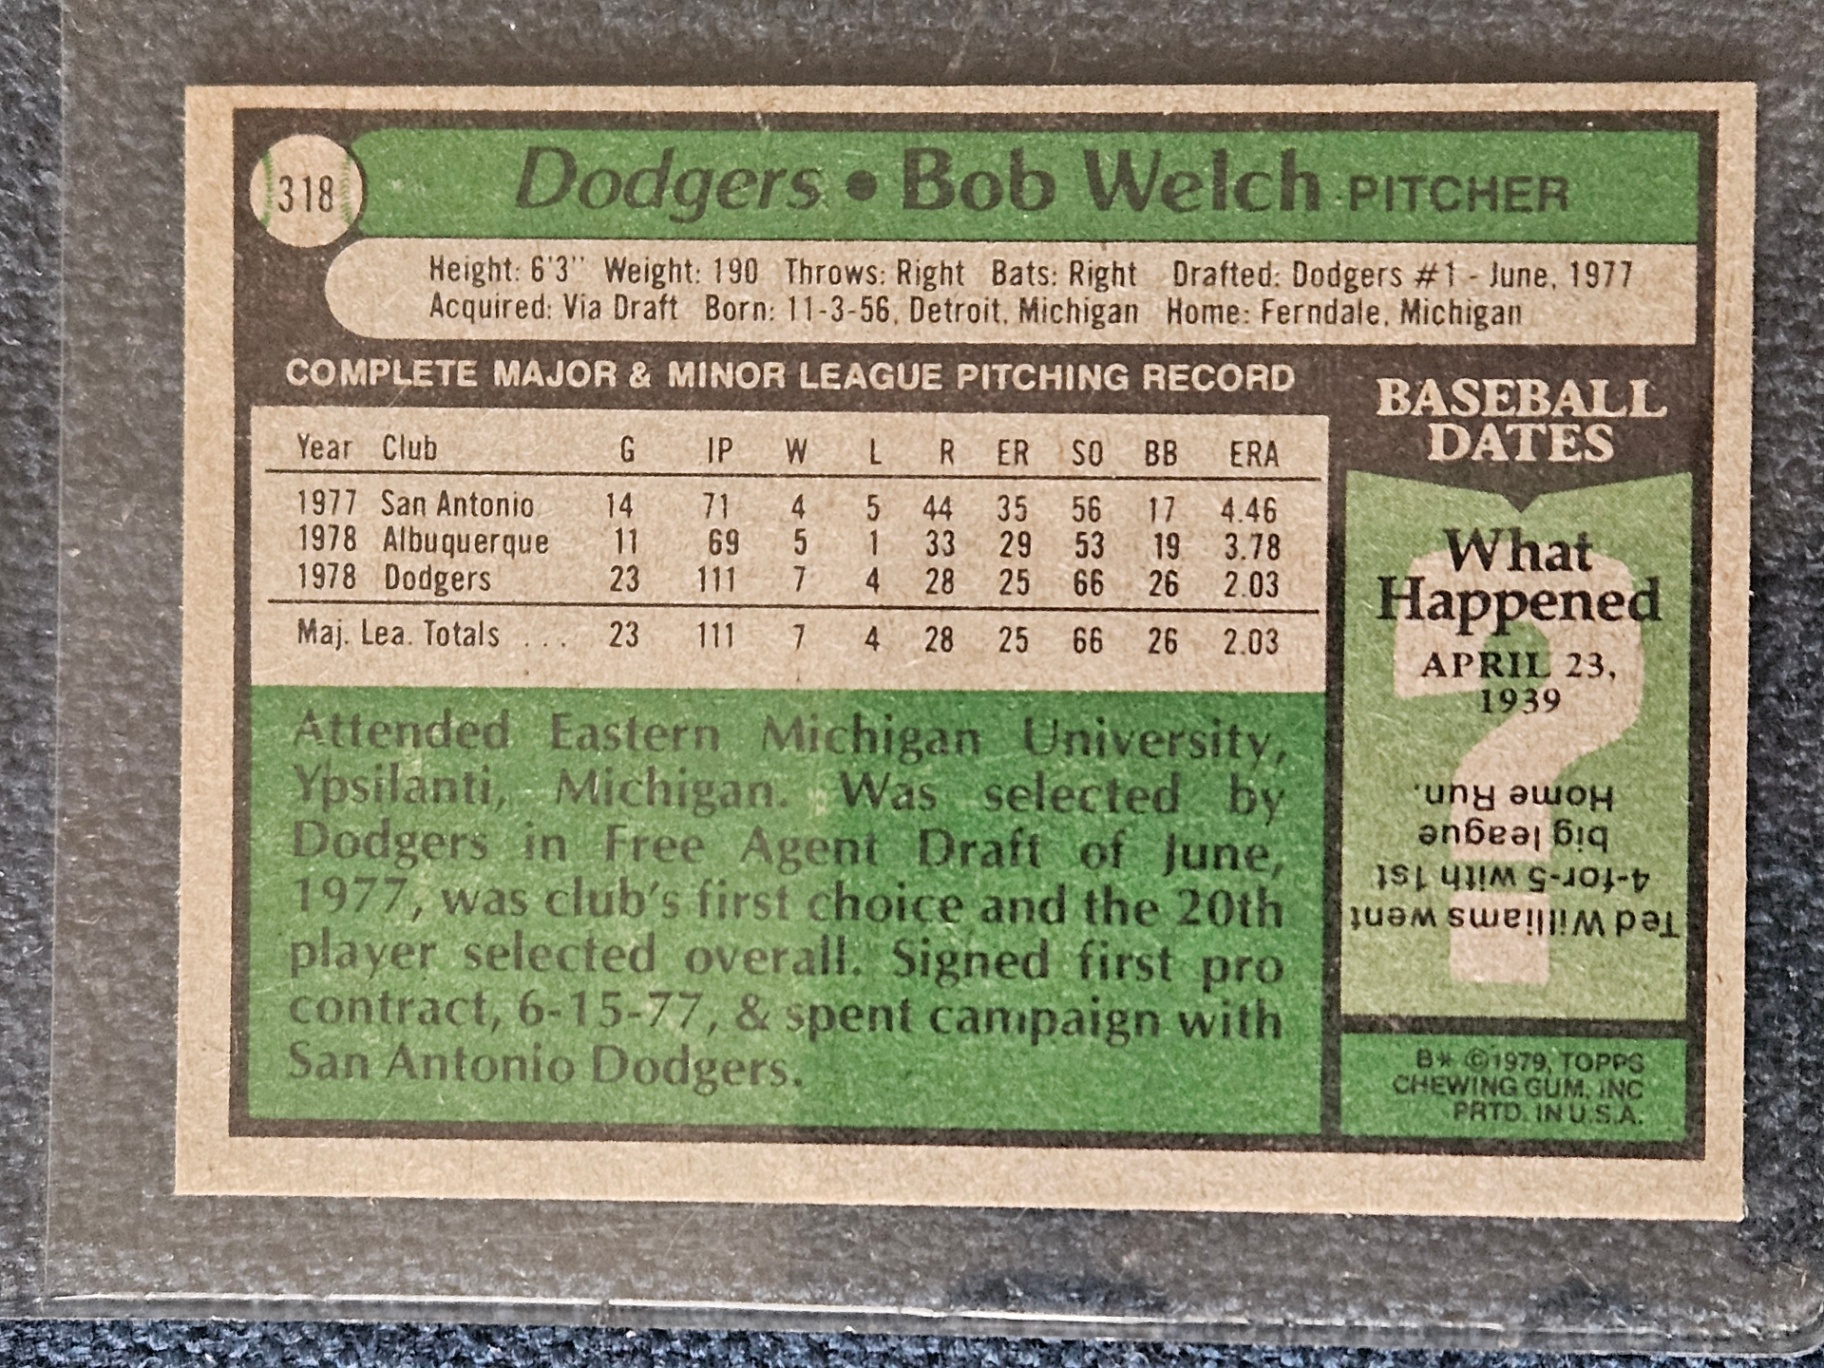 318
Dodgers • Bob Welch PITCHER
Height: 6'3" Weight: 190 Throws: Right Bats: Right Drafted: Dodgers #1 - June, 1977
Acquired: Via Draft Born: 11-3-56, Detroit, Michigan Home: Ferndale, Michigan
COMPLETE MAJOR & MINOR LEAGUE PITCHING RECORD
Year Club G IP W L R ER SO BB ERA
1977 San Antonio 14 71 4 5 44 35 56 17 4.46
1978 Albuquerque 11 69 5 1 33 29 53 19 3.78
1978 Dodgers 23 111 7 4 28 25 66 26 2.03
Maj. Lea. Totals . . . 23 111 7 4 28 25 66 26 2.03
Attended Eastern Michigan University,
Ypsilanti, Michigan. Was selected by
Dodgers in Free Agent Draft of June,
1977, was club's first choice and the 20th
player selected overall. Signed first pro
contract, 6-15-77, & spent campaign with
San Antonio Dodgers.
BASEBALL
DATES
What
Happened
APRIL 23,
1939
Ted Williams went
4-for-5 with 1st
big league
Home Run.
B* ©1979, TOPPS
CHEWING GUM, INC
PRTD. IN U.S.A.